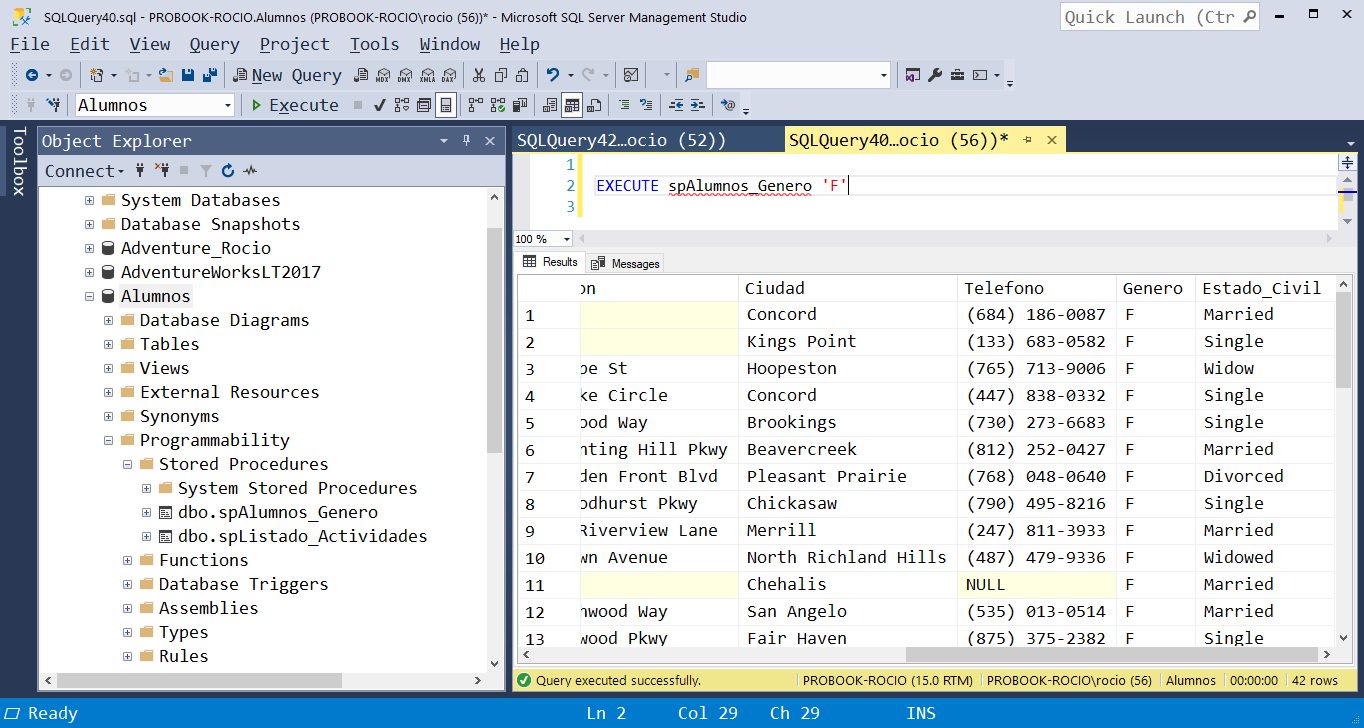 SQLQuery40.sql - PROBOOK-ROCIO.Alumnos (PROBOOK-ROCIO\rocio (56))* - Microsoft SQL Server Management Studio
Quick Launch (Ctr
File Edit View Query Project Tools Window Help
New Query MDX DMX XMLA DAX
Alumnos Execute
Toolbox
Object Explorer
Connect
System Databases
Database Snapshots
Adventure_Rocio
AdventureWorksLT2017
Alumnos
Database Diagrams
Tables
Views
External Resources
Synonyms
Programmability
Stored Procedures
System Stored Procedures
dbo.spAlumnos_Genero
dbo.spListado_Actividades
Functions
Database Triggers
Assemblies
Types
Rules
SQLQuery42...ocio (52)) SQLQuery40...ocio (56))*
1
2 EXECUTE spAlumnos_Genero 'F'
3
100 %
Results Messages
on Ciudad Telefono Genero Estado_Civil
1 Concord (684) 186-0087 F Married
2 Kings Point (133) 683-0582 F Single
3 pe St Hoopeston (765) 713-9006 F Widow
4 ke Circle Concord (447) 838-0332 F Single
5 ood Way Brookings (730) 273-6683 F Single
6 nting Hill Pkwy Beavercreek (812) 252-0427 F Married
7 den Front Blvd Pleasant Prairie (768) 048-0640 F Divorced
8 odhurst Pkwy Chickasaw (790) 495-8216 F Single
9 Riverview Lane Merrill (247) 811-3933 F Married
10 wn Avenue North Richland Hills (487) 479-9336 F Widowed
11 Chehalis NULL F Married
12 nwood Way San Angelo (535) 013-0514 F Married
13 wood Pkwy Fair Haven (875) 375-2382 F Single
Query executed successfully. PROBOOK-ROCIO (15.0 RTM) PROBOOK-ROCIO\rocio (56) Alumnos 00:00:00 42 rows
Ready Ln 2 Col 29 Ch 29 INS